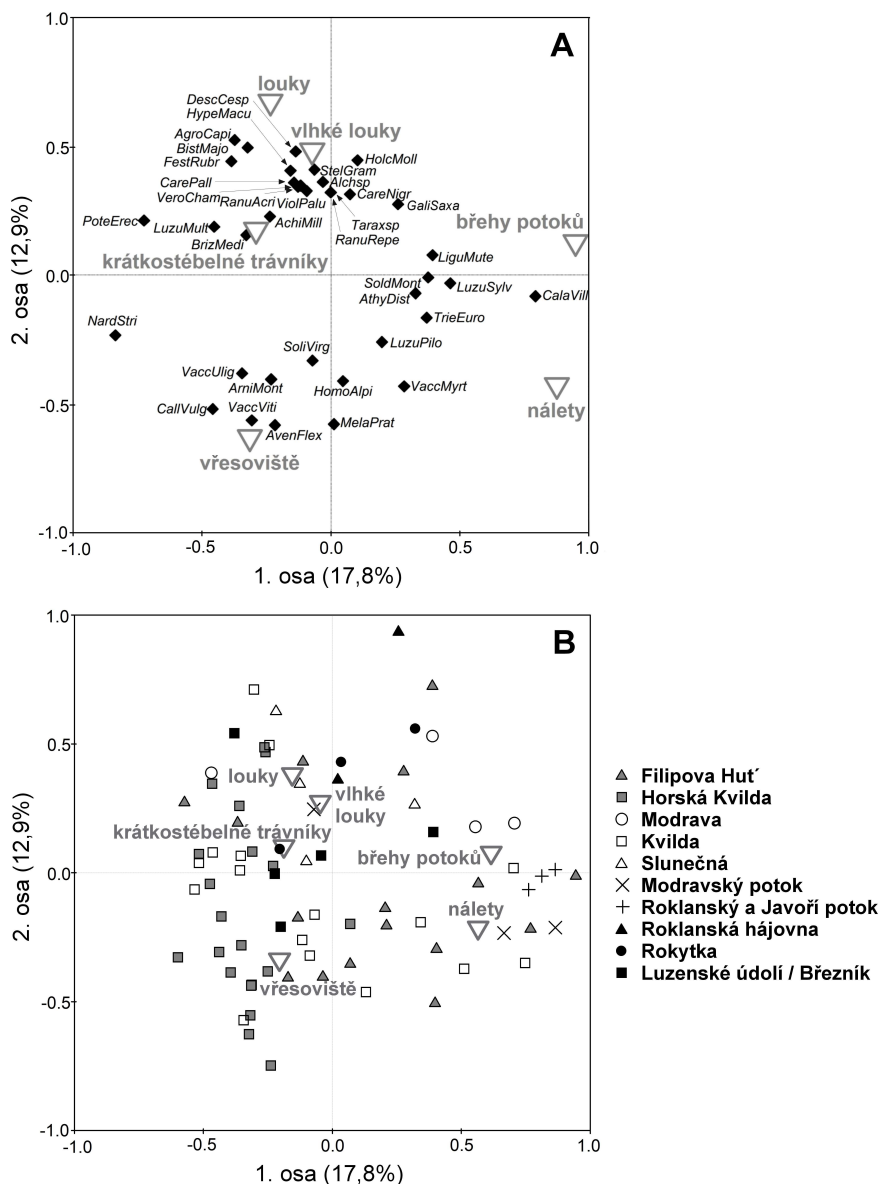 A
1.0
0.5
0.0
-0.5
-1.0
2. osa (12,9%)
louky
DescCesp
HypeMacu
vlhké louky
AgroCapi
BistMajo
HolcMoll
FestRubr
StelGram
CarePall
Alchsp
VeroCham
RanuAcri
ViolPalu
CareNigr
GaliSaxa
PoteErec
LuzuMult
AchiMill
Taraxsp
břehy potoků
BrizMedi
RanuRepe
krátkostébelné trávníky
LiguMute
SoldMont
LuzuSylv
AthyDist
CalaVill
NardStri
TrieEuro
SoliVirg
LuzuPilo
VaccUlig
ArniMont
HomoAlpi
VaccMyrt
nálety
CallVulg
VaccViti
MelaPrat
AvenFlex
vřesoviště
-1.0
-0.5
0.0
0.5
1.0
1. osa (17,8%)
B
1.0
0.5
0.0
-0.5
-1.0
2. osa (12,9%)
louky
vlhké
louky
krátkostébelné trávníky
břehy potoků
nálety
vřesoviště
-1.0
-0.5
0.0
0.5
1.0
1. osa (17,8%)
Filipova Hut´
Horská Kvilda
Modrava
Kvilda
Slunečná
Modravský potok
Roklanský a Javoří potok
Roklanská hájovna
Rokytka
Luzenské údolí / Březník